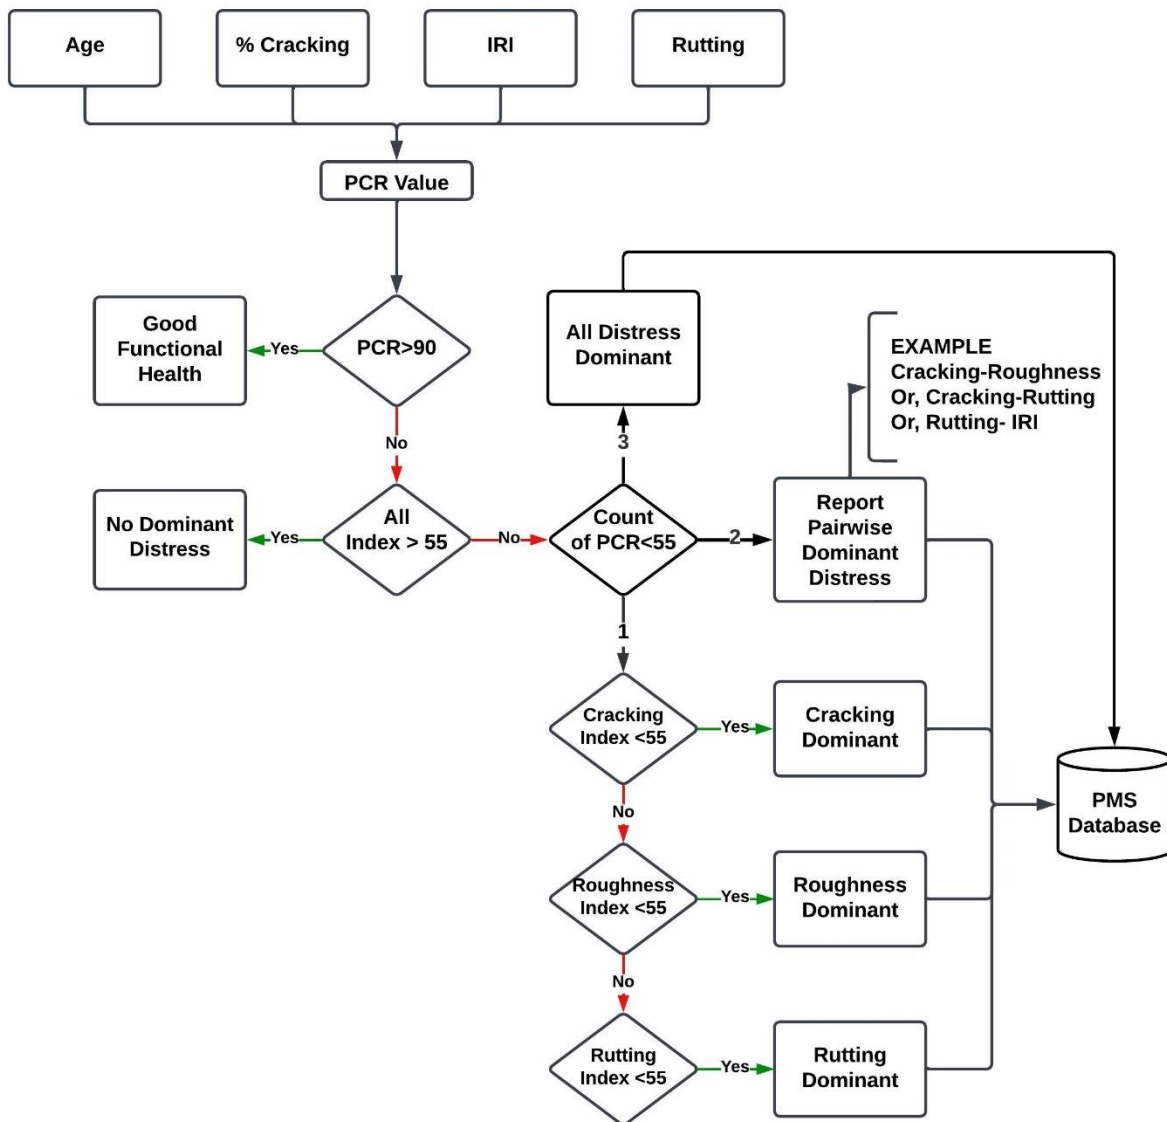 Age
% Cracking
IRI
Rutting
PCR Value
Good
Functional
Health
Yes
PCR>90
No
All Distress
Dominant
EXAMPLE
Cracking-Roughness
Or, Cracking-Rutting
Or, Rutting- IRI
3
No Dominant
Distress
Yes
All
Index > 55
No
Count
of PCR<55
2
Report
Pairwise
Dominant
Distress
1
Cracking
Index <55
Yes
Cracking
Dominant
No
PMS
Database
Roughness
Index <55
Yes
Roughness
Dominant
No
Rutting
Index <55
Yes
Rutting
Dominant